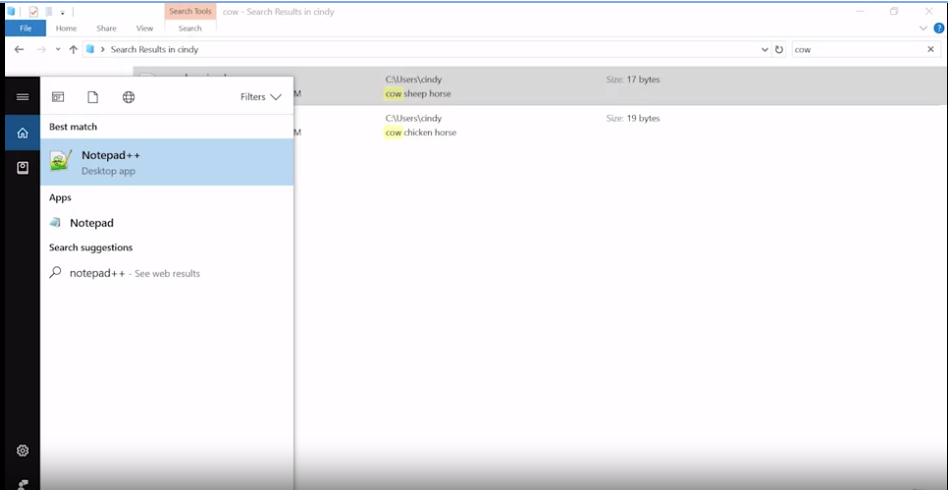 Search Tools cow - Search Results in cindy
File Home Share View Search
Search Results in cindy
cow
C:\Users\cindy Size: 17 bytes
M cow sheep horse
C:\Users\cindy Size: 19 bytes
M cow chicken horse
Filters
Best match
Notepad++
Desktop app
Apps
Notepad
Search suggestions
notepad++ - See web results